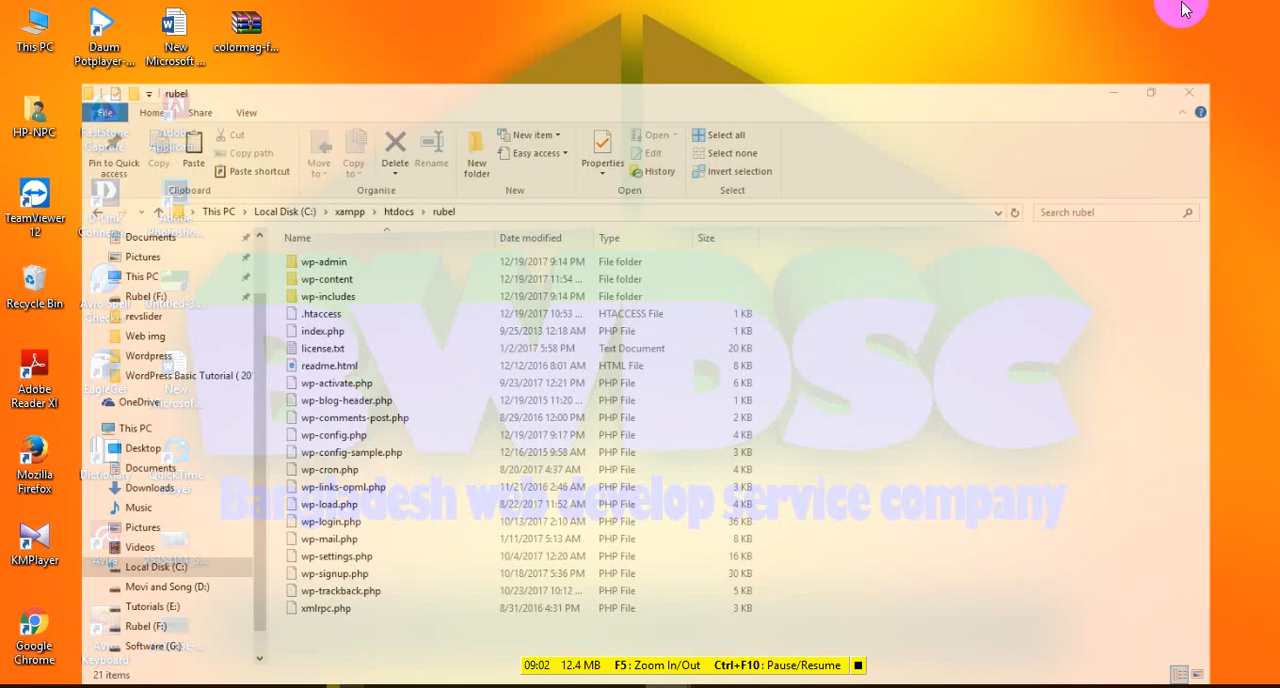 This PC
Daum
Potplayer-...
New
Microsoft ...
colormag-f...
HP-NPC
TeamViewer
12
Recycle Bin
Adobe
Reader XI
Mozilla
Firefox
KMPlayer
Google
Chrome
rubel
File
Home
Share
View
Pin to Quick
access
Copy
Paste
Cut
Copy path
Paste shortcut
Clipboard
Move
to
Copy
to
Delete
Rename
Organise
New
folder
New item
Easy access
New
Properties
Open
Edit
History
Open
Select all
Select none
Invert selection
Select
This PC › Local Disk (C:) › xampp › htdocs › rubel
Search rubel
Documents
Pictures
This PC
Rubel (F:)
revslider
Web img
Wordpress
WordPress Basic Tutorial ( 20
OneDrive
This PC
Desktop
Documents
Downloads
Music
Pictures
Videos
Local Disk (C:)
Movi and Song (D:)
Tutorials (E:)
Rubel (F:)
Software (G:)
Name Date modified Type Size
wp-admin 12/19/2017 9:14 PM File folder
wp-content 12/19/2017 11:54 ... File folder
wp-includes 12/19/2017 9:14 PM File folder
.htaccess 12/19/2017 10:53 ... HTACCESS File 1 KB
index.php 9/25/2013 12:18 AM PHP File 1 KB
license.txt 1/2/2017 5:58 PM Text Document 20 KB
readme.html 12/12/2016 8:01 AM HTML File 8 KB
wp-activate.php 9/23/2017 12:21 PM PHP File 6 KB
wp-blog-header.php 12/19/2015 11:20 ... PHP File 1 KB
wp-comments-post.php 8/29/2016 12:00 PM PHP File 2 KB
wp-config.php 12/19/2017 9:17 PM PHP File 4 KB
wp-config-sample.php 12/16/2015 9:58 AM PHP File 3 KB
wp-cron.php 8/20/2017 4:37 AM PHP File 4 KB
wp-links-opml.php 11/21/2016 2:46 AM PHP File 3 KB
wp-load.php 8/22/2017 11:52 AM PHP File 4 KB
wp-login.php 10/13/2017 2:10 AM PHP File 36 KB
wp-mail.php 1/11/2017 5:13 AM PHP File 8 KB
wp-settings.php 10/4/2017 12:20 AM PHP File 16 KB
wp-signup.php 10/18/2017 5:36 PM PHP File 30 KB
wp-trackback.php 10/23/2017 10:12 ... PHP File 5 KB
xmlrpc.php 8/31/2016 4:31 PM PHP File 3 KB
BWDSC
Bangladesh web develop service company
21 items
09:02 12.4 MB F5: Zoom In/Out Ctrl+F10: Pause/Resume